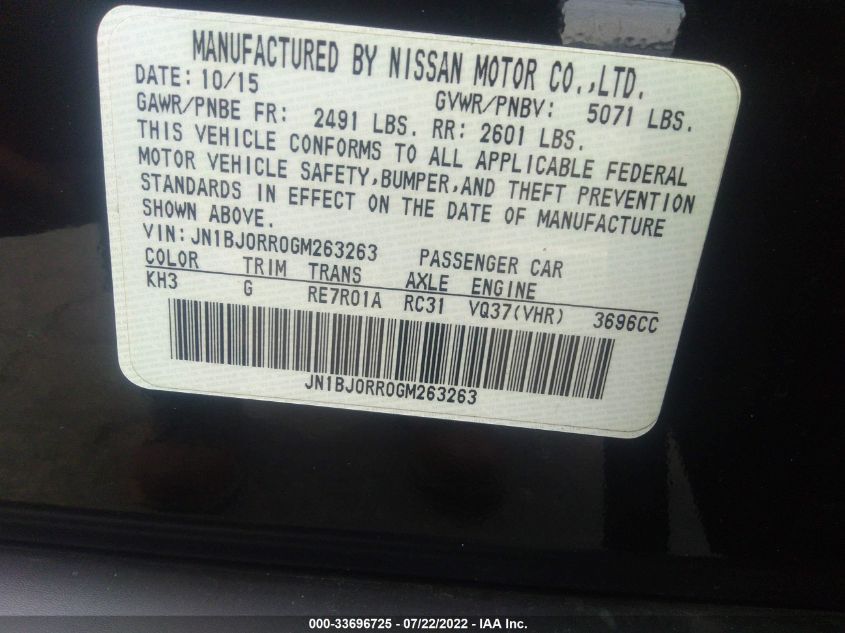 MANUFACTURED BY NISSAN MOTOR CO.,LTD.
DATE: 10/15 GVWR/PNBV: 5071 LBS.
GAWR/PNBE FR: 2491 LBS. RR: 2601 LBS.
THIS VEHICLE CONFORMS TO ALL APPLICABLE FEDERAL
MOTOR VEHICLE SAFETY,BUMPER,AND THEFT PREVENTION
STANDARDS IN EFFECT ON THE DATE OF MANUFACTURE
SHOWN ABOVE.
VIN:JN1BJ0RR0GM263263 PASSENGER CAR
COLOR TRIM TRANS AXLE ENGINE
KH3 G RE7R01A RC31 VQ37(VHR) 3696CC
JN1BJ0RR0GM263263
000-33696725 - 07/22/2022 - IAA Inc.